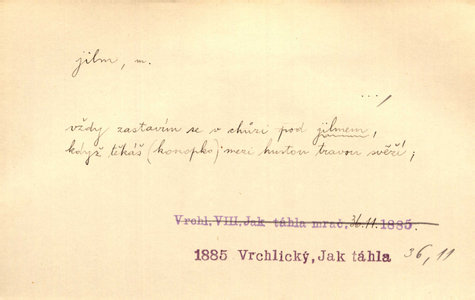 jilm, m.
...,
vždy zastavím se v chůzi pod jilmem,
když těkáš (konopko) mezi hustou travou svěží;
Vrchl. VIII. Jak táhla mrač. 36.11. 1885.
1885 Vrchlický, Jak táhla 36, 11